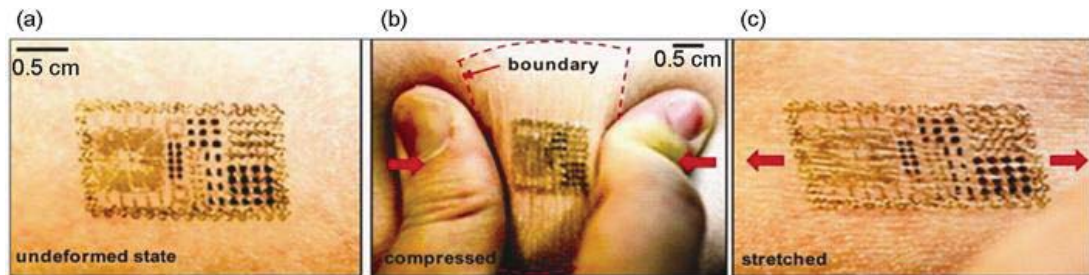 (a)
(b)
(c)
0.5 cm
boundary
0.5 cm
undeformed state
compressed
stretched